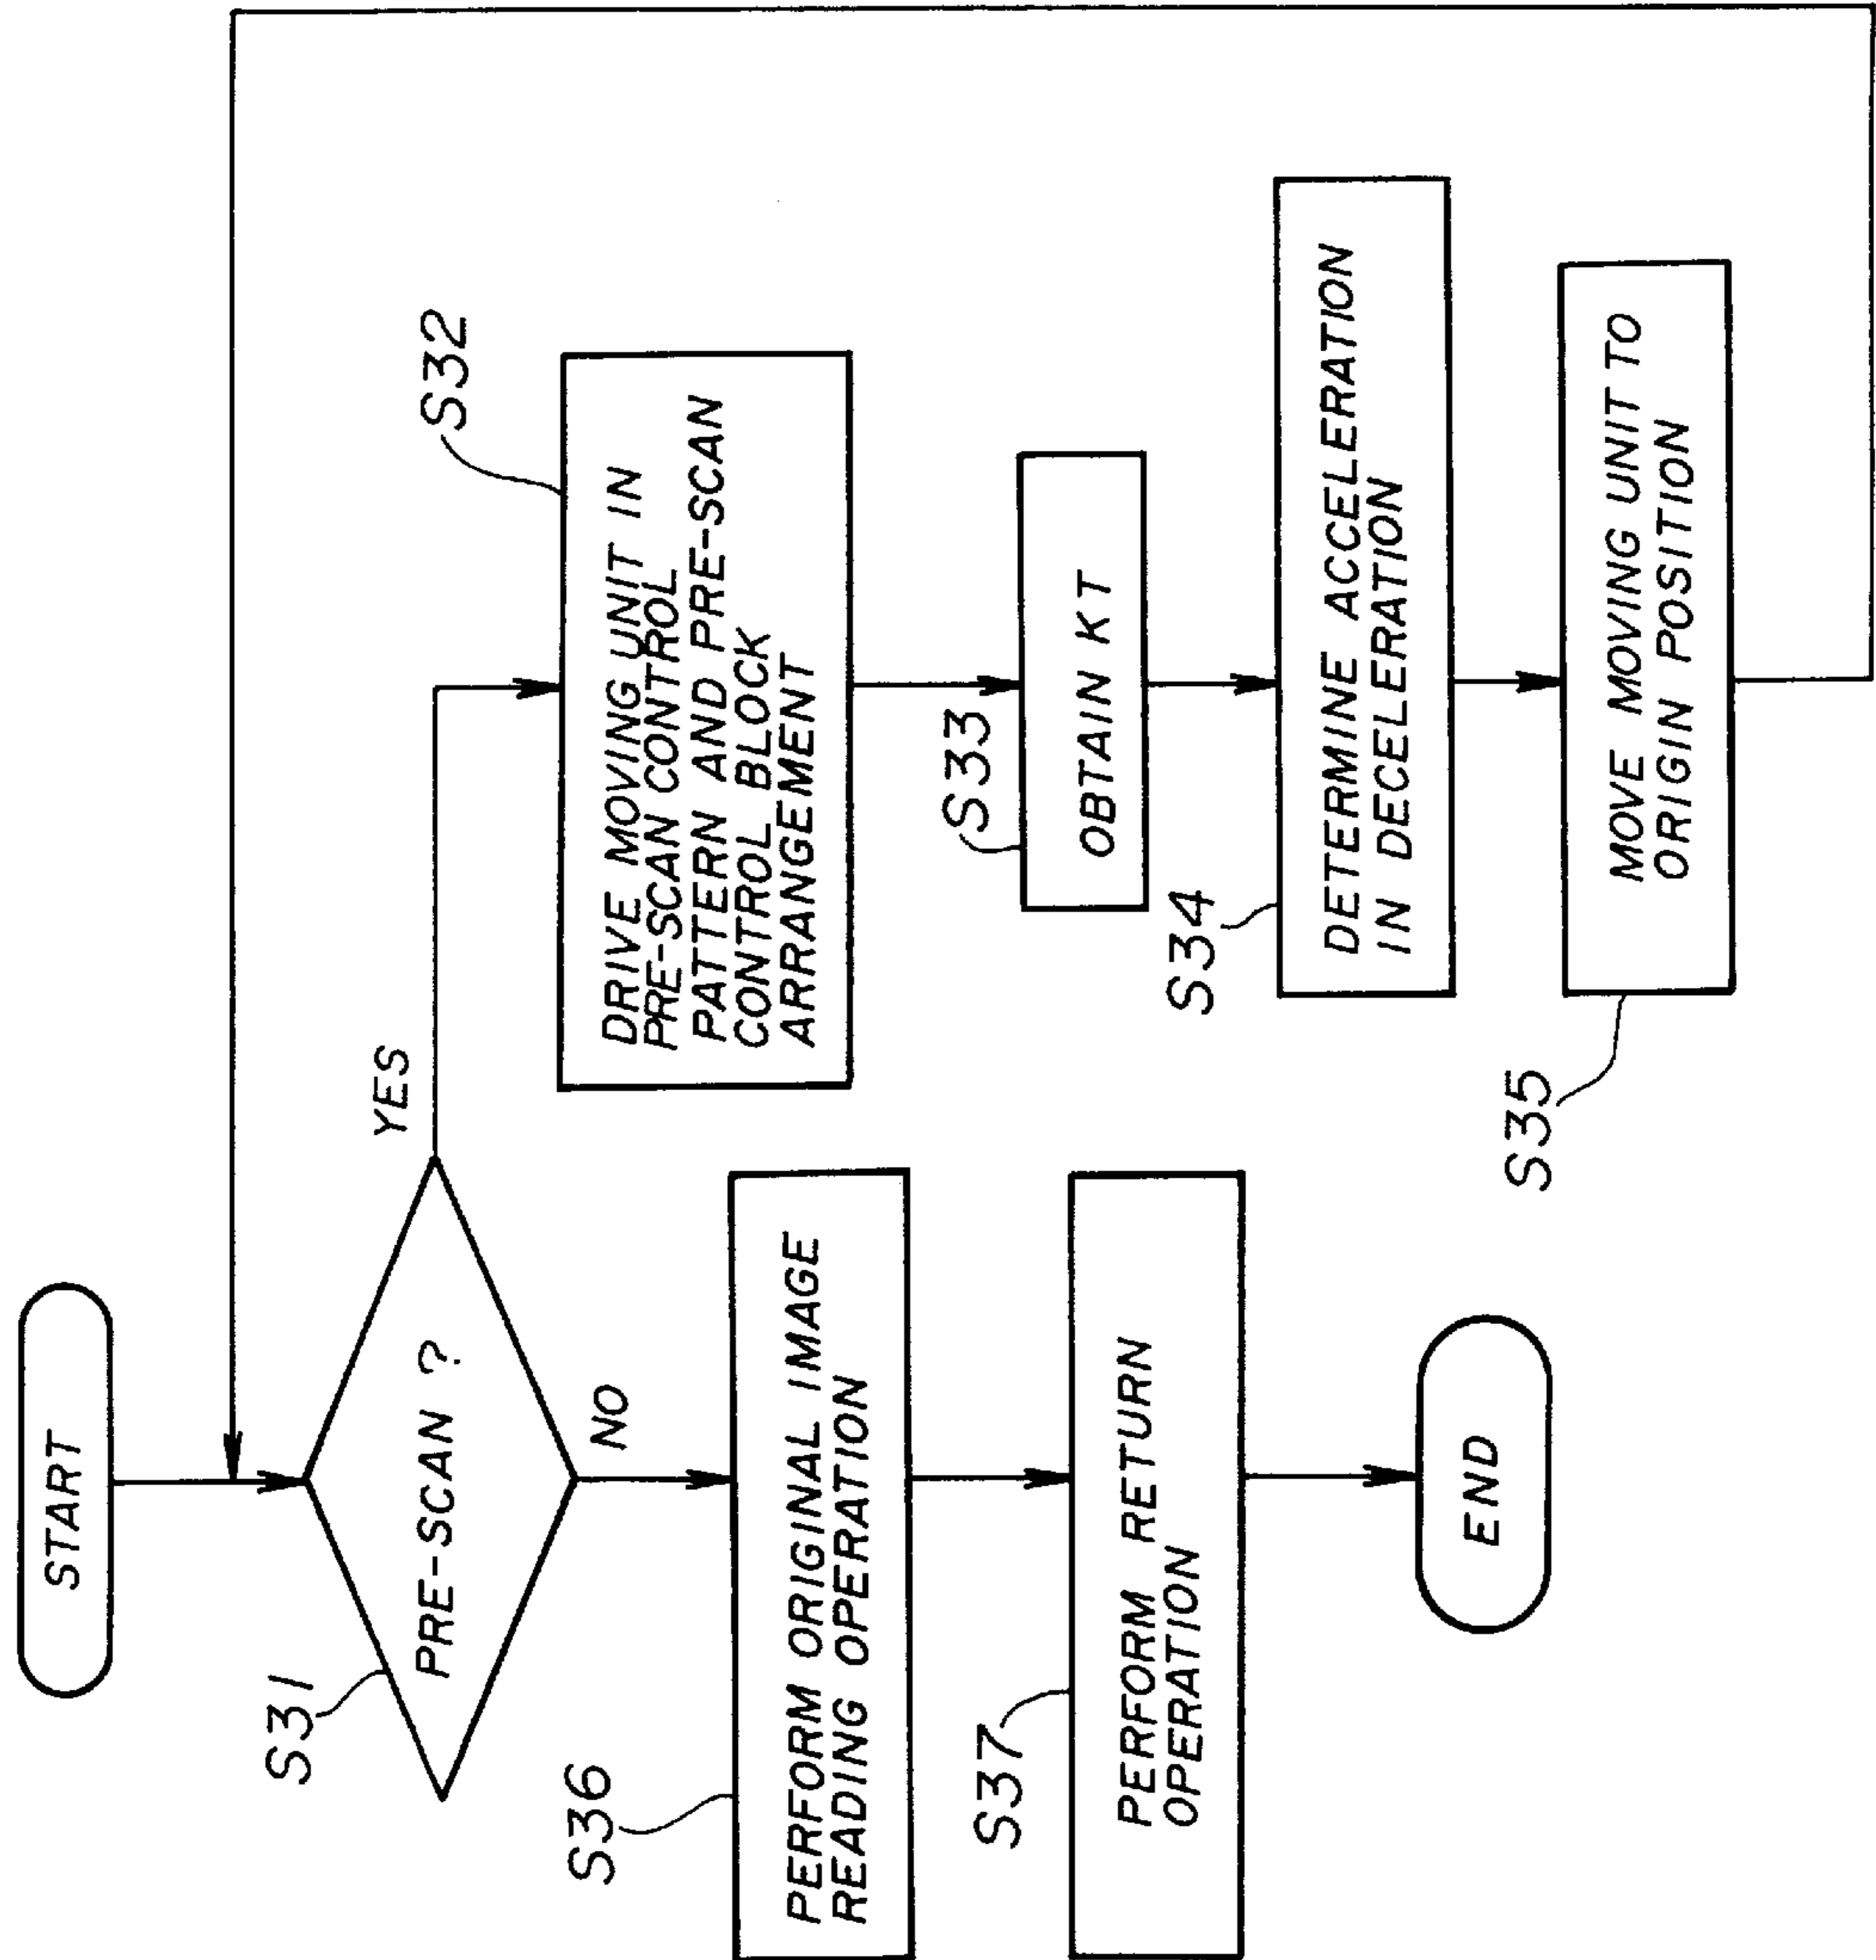 START
S31
PRE-SCAN ?
YES
NO
S32
DRIVE MOVING UNIT IN
PRE-SCAN CONTROL
PATTERN AND PRE-SCAN
CONTROL BLOCK
ARRANGEMENT
S33
OBTAIN KT
S34
DETERMINE ACCELERATION
IN DECELERATION
S35
MOVE MOVING UNIT TO
ORIGIN POSITION
S36
PERFORM ORIGINAL IMAGE
READING OPERATION
S37
PERFORM RETURN
OPERATION
END